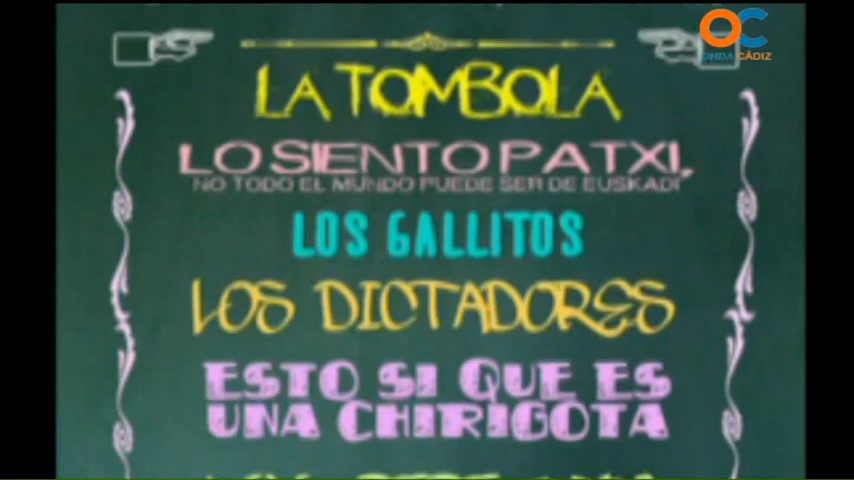 OC
ONDA CÁDIZ
LA TOMBOLA
LO SIENTO PATXI,
NO TODO EL MUNDO PUEDE SER DE EUSKADI
LOS GALLITOS
LOS DICTADORES
ESTO SI QUE ES
UNA CHIRIGOTA